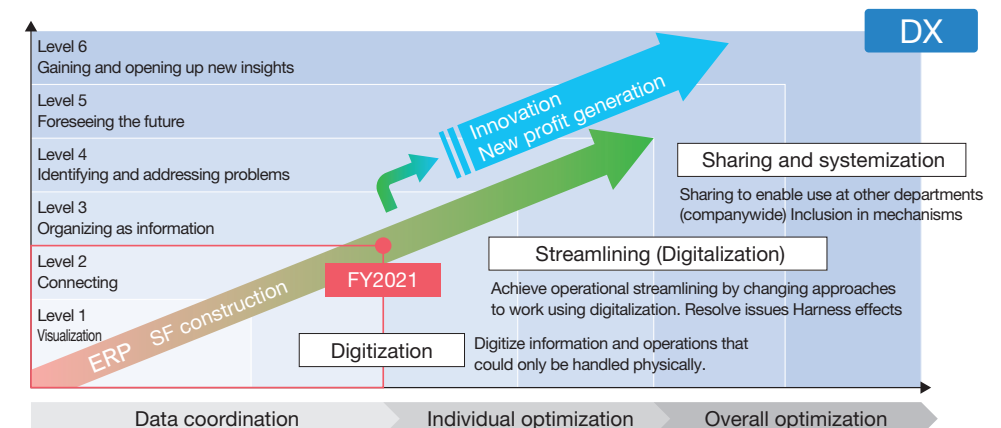 DX
Level 6
Gaining and opening up new insights
Level 5
Foreseeing the future
Level 4
Identifying and addressing problems
Level 3
Organizing as information
Level 2
Connecting
Level 1
Visualization
Innovation
New profit generation
ERP SF construction
FY2021
Sharing and systemization
Sharing to enable use at other departments
(companywide) Inclusion in mechanisms
Streamlining (Digitalization)
Achieve operational streamlining by changing approaches
to work using digitalization. Resolve issues Harness effects
Digitization
Digitize information and operations that
could only be handled physically.
Data coordination
Individual optimization
Overall optimization